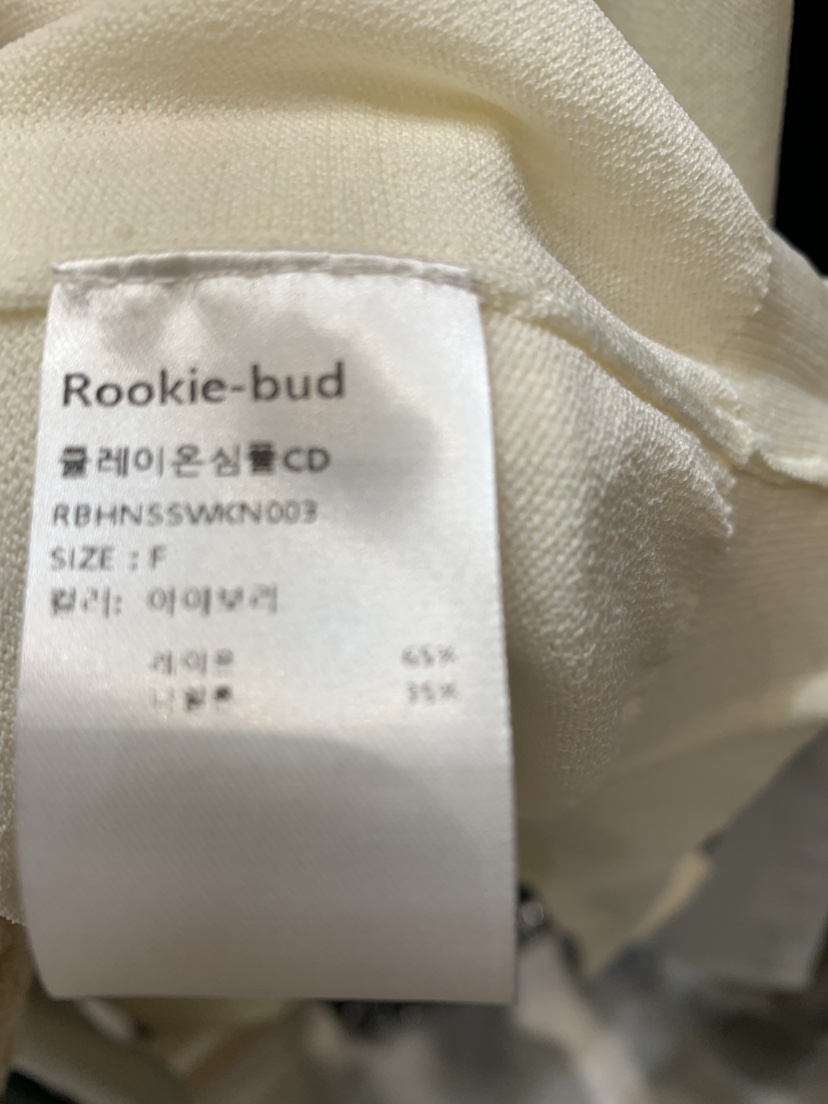 Rookie-bud
쿨레이온심플CD
RBHNSSWKN003
SIZE : F
컬러: 아이보리
레이온 65%
나일론 35%